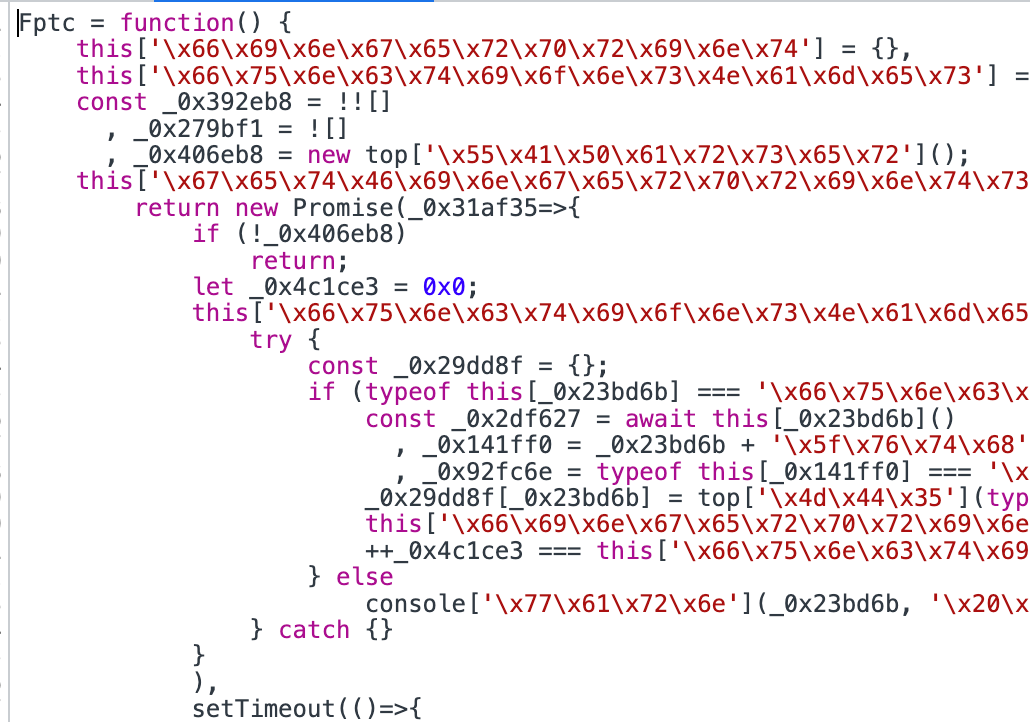 Fptc = function() {
    this['\x66\x69\x6e\x67\x65\x72\x70\x72\x69\x6e\x74'] = {},
    this['\x66\x75\x6e\x63\x74\x69\x6f\x6e\x73\x4e\x61\x6d\x65\x73'] =
    const _0x392eb8 = !![]
      , _0x279bf1 = ![]
      , _0x406eb8 = new top['\x55\x41\x50\x61\x72\x73\x65\x72']();
    this['\x67\x65\x74\x46\x69\x6e\x67\x65\x72\x70\x72\x69\x6e\x74\x73
        return new Promise(_0x31af35=>{
            if (!_0x406eb8)
                return;
            let _0x4c1ce3 = 0x0;
            this['\x66\x75\x6e\x63\x74\x69\x6f\x6e\x73\x4e\x61\x6d\x65
                try {
                    const _0x29dd8f = {};
                    if (typeof this[_0x23bd6b] === '\x66\x75\x6e\x63\x
                        const _0x2df627 = await this[_0x23bd6b]()
                          , _0x141ff0 = _0x23bd6b + '\x5f\x76\x74\x68'
                          , _0x92fc6e = typeof this[_0x141ff0] === '\x
                        _0x29dd8f[_0x23bd6b] = top['\x4d\x44\x35'](typ
                        this['\x66\x69\x6e\x67\x65\x72\x70\x72\x69\x6e
                        ++_0x4c1ce3 === this['\x66\x75\x6e\x63\x74\x69
                    } else
                        console['\x77\x61\x72\x6e'](_0x23bd6b, '\x20\x
                } catch {}
            }
            ),
            setTimeout(()=>{